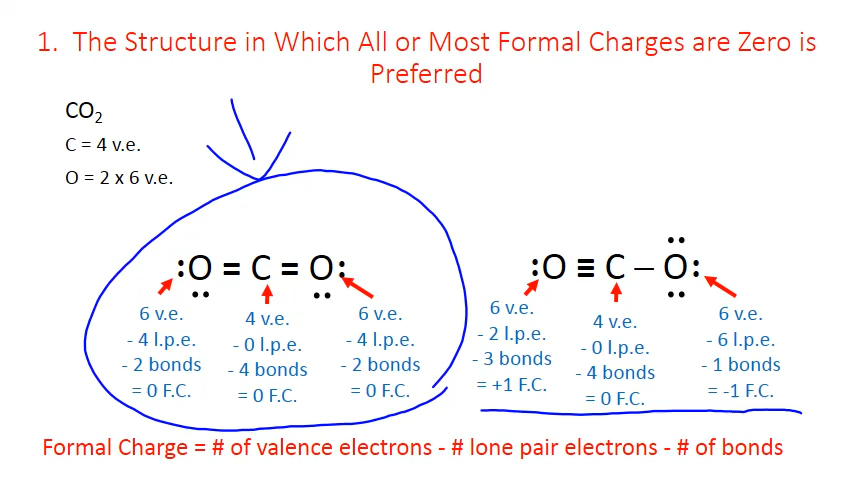 1. The Structure in Which All or Most Formal Charges are Zero is
Preferred
CO₂
C = 4 v.e.
O = 2 x 6 v.e.
:O̤ = C = O̤:
6 v.e.
- 4 l.p.e.
- 2 bonds
= 0 F.C.
4 v.e.
- 0 l.p.e.
- 4 bonds
= 0 F.C.
6 v.e.
- 4 l.p.e.
- 2 bonds
= 0 F.C.
:O ≡ C – Ö̤:
6 v.e.
- 2 l.p.e.
- 3 bonds
= +1 F.C.
4 v.e.
- 0 l.p.e.
- 4 bonds
= 0 F.C.
6 v.e.
- 6 l.p.e.
- 1 bonds
= -1 F.C.
Formal Charge = # of valence electrons - # lone pair electrons - # of bonds